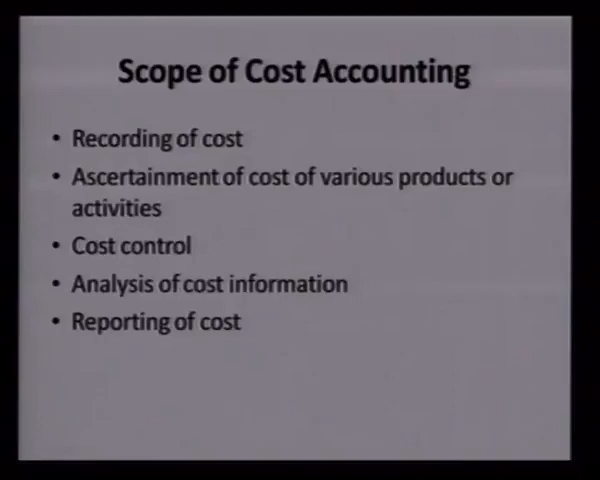 Scope of Cost Accounting
• Recording of cost
• Ascertainment of cost of various products or
activities
• Cost control
• Analysis of cost information
• Reporting of cost